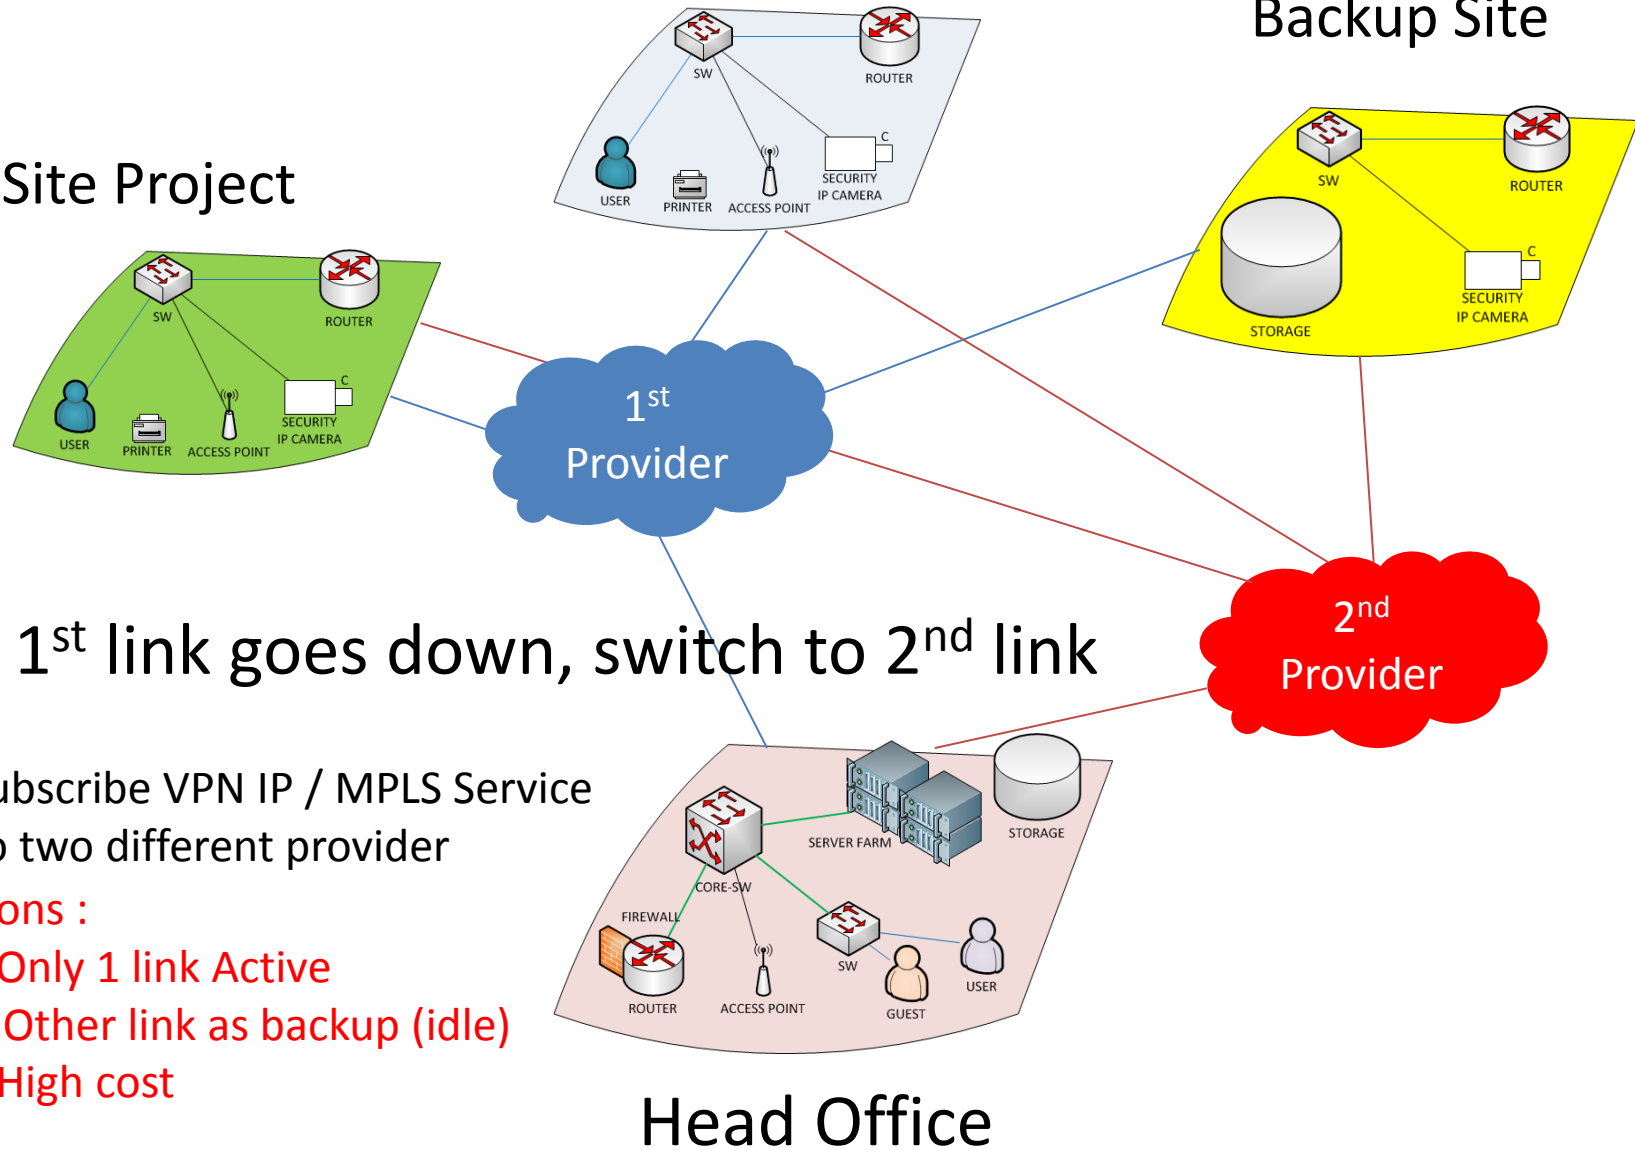 Backup Site
SW
ROUTER
USER
PRINTER
ACCESS POINT
C
SECURITY
IP CAMERA
SW
ROUTER
STORAGE
C
SECURITY
IP CAMERA
Site Project
SW
ROUTER
USER
PRINTER
ACCESS POINT
C
SECURITY
IP CAMERA
1st
Provider
2nd
Provider
1st link goes down, switch to 2nd link
ubscribe VPN IP / MPLS Service
o two different provider
ons :
Only 1 link Active
Other link as backup (idle)
High cost
SERVER FARM
STORAGE
CORE-SW
FIREWALL
ROUTER
ACCESS POINT
SW
GUEST
USER
Head Office